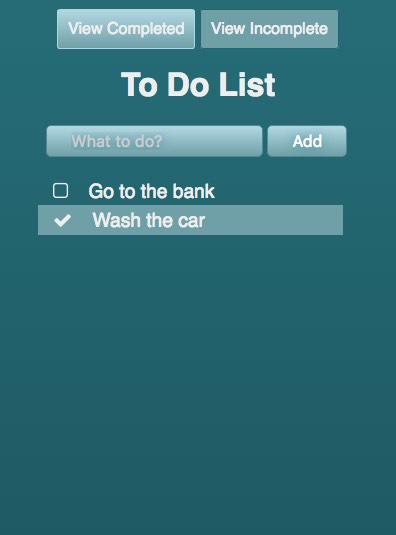 View Completed View Incomplete
To Do List
What to do? Add
Go to the bank
Wash the car